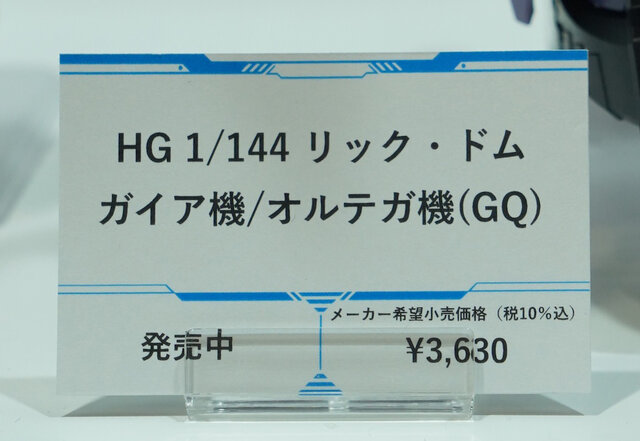 HG 1/144 リック・ドム
ガイア機/オルテガ機(GQ)
メーカー希望小売価格（税10%込）
発売中
¥3,630